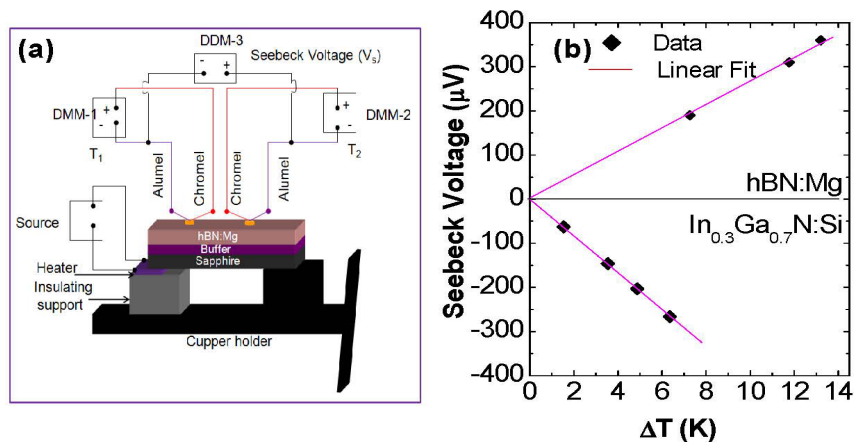 (a)
DDM-3
Seebeck Voltage (Vs)
- +
DMM-1
+
-
DMM-2
+
-
T1
T2
Alumel
Chromel
Chromel
Alumel
Source
hBN:Mg
Buffer
Sapphire
Heater
Insulating
support
Cupper holder
(b)
Data
Linear Fit
Seebeck Voltage (μV)
400
300
200
100
0
-100
-200
-300
-400
hBN:Mg
In0.3Ga0.7N:Si
0 2 4 6 8 10 12 14
ΔT (K)